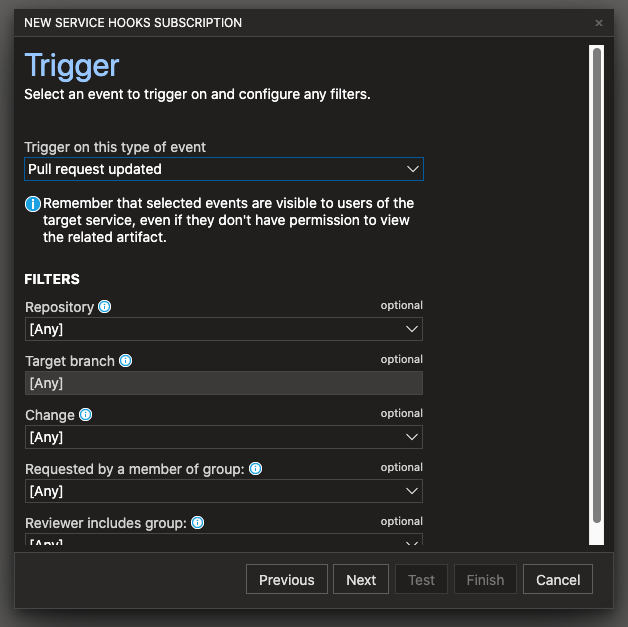 NEW SERVICE HOOKS SUBSCRIPTION
Trigger
Select an event to trigger on and configure any filters.
Trigger on this type of event
Pull request updated
Remember that selected events are visible to users of the
target service, even if they don't have permission to view
the related artifact.
FILTERS
Repository optional
[Any]
Target branch optional
[Any]
Change optional
[Any]
Requested by a member of group: optional
[Any]
Reviewer includes group: optional
[Any]
Previous Next Test Finish Cancel